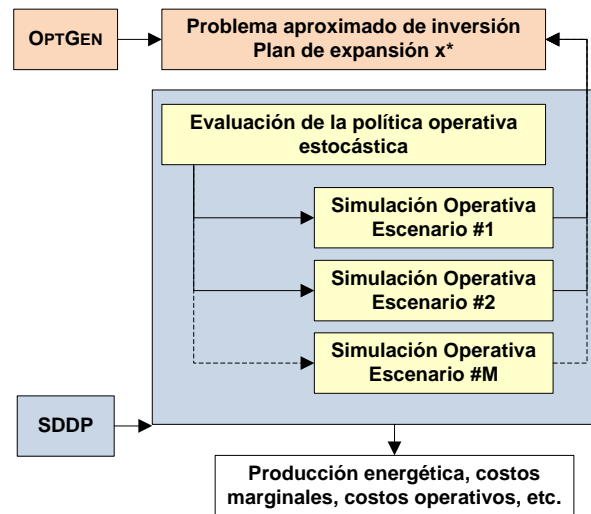 OPTGEN
Problema aproximado de inversión
Plan de expansión x*
Evaluación de la política operativa
estocástica
Simulación Operativa
Escenario #1
Simulación Operativa
Escenario #2
Simulación Operativa
Escenario #M
SDDP
Producción energética, costos
marginales, costos operativos, etc.